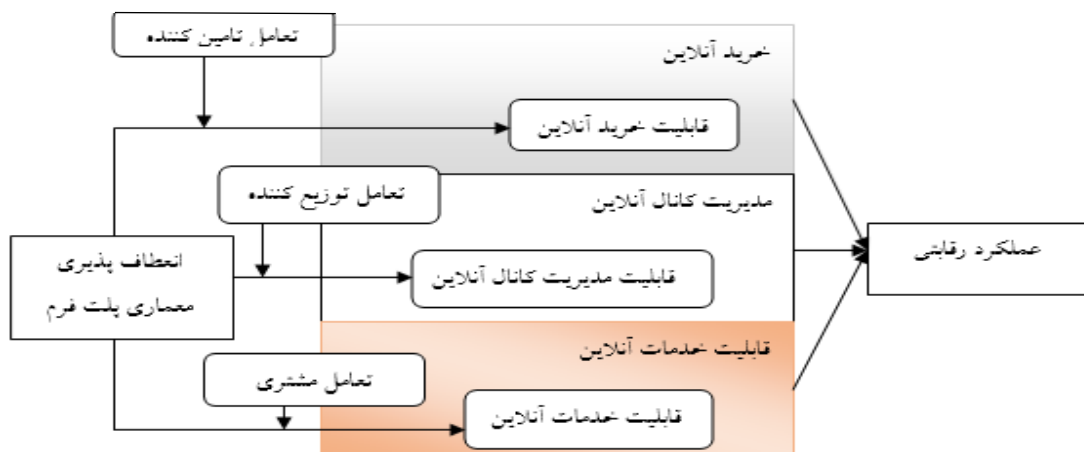 تعامل تامین کننده
خرید آنلاین
قابلیت خرید آنلاین
تعامل توزیع کننده
مدیریت کانال آنلاین
انعطاف پذیری
معماری پلت فرم
قابلیت مدیریت کانال آنلاین
عملکرد رقابتی
قابلیت خدمات آنلاین
تعامل مشتری
قابلیت خدمات آنلاین